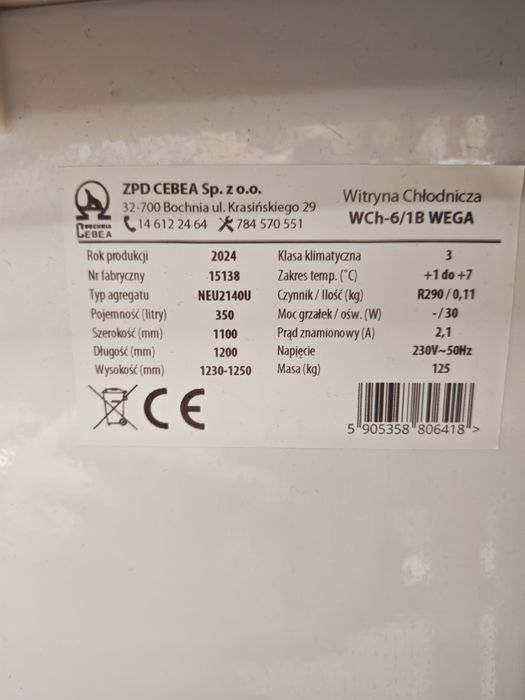 ZPD CEBEA Sp. z o.o.
32-700 Bochnia ul. Krasińskiego 29
14 612 24 64 784 570 551
BOCHNIA
CEBEA
Witryna Chłodnicza
WCh-6/1B WEGA
Rok produkcji 2024
Nr fabryczny 15138
Typ agregatu NEU2140U
Pojemność (litry) 350
Szerokość (mm) 1100
Długość (mm) 1200
Wysokość (mm) 1230-1250
Klasa klimatyczna 3
Zakres temp. (°C) +1 do +7
Czynnik / Ilość (kg) R290 / 0,11
Moc grzałek / ośw. (W) - / 30
Prąd znamionowy (A) 2,1
Napięcie 230V~50Hz
Masa (kg) 125
CE
5 905358 806418 >